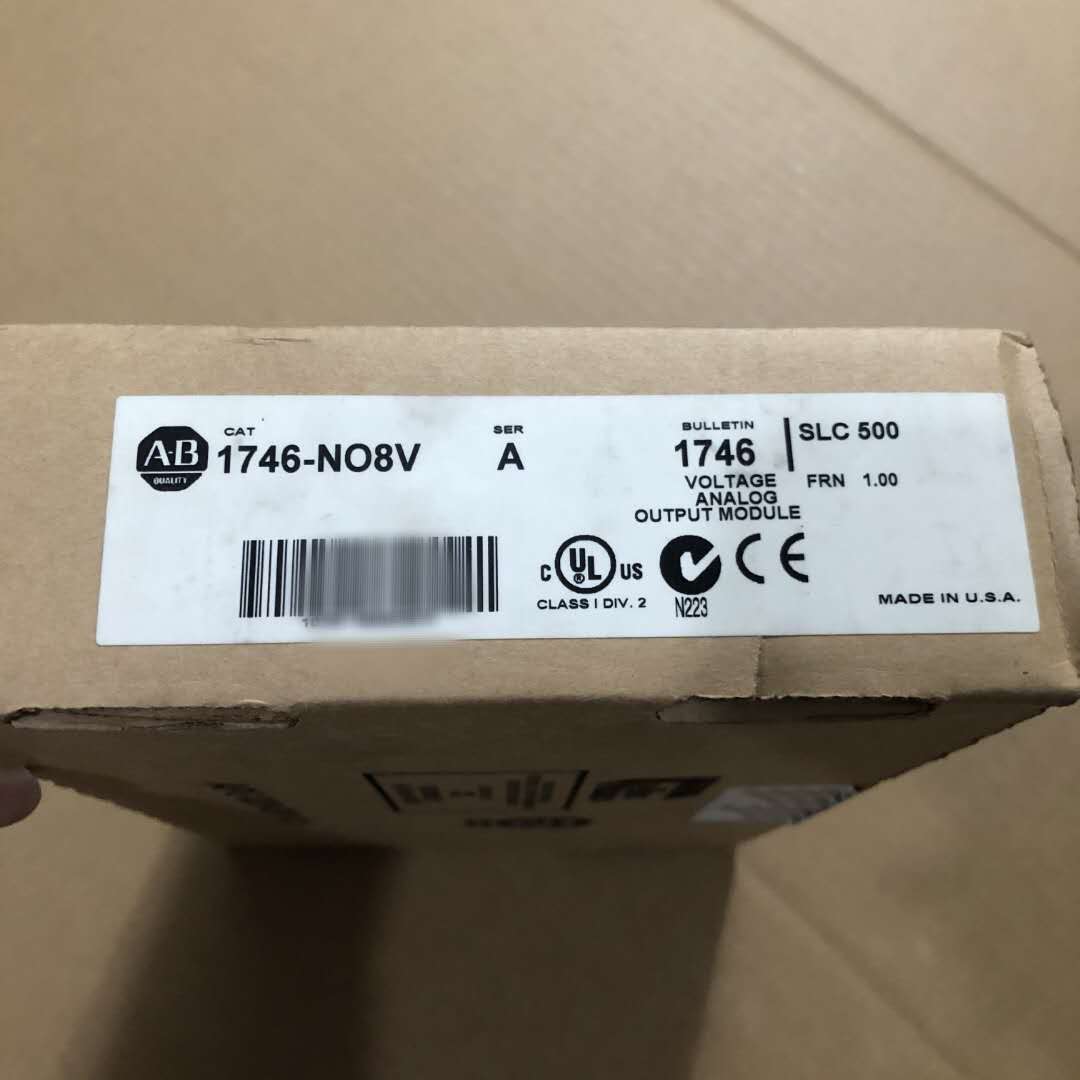 A-B
QUALITY
CAT
1746-NO8V
SER
A
BULLETIN
1746
SLC 500
VOLTAGE
ANALOG
OUTPUT MODULE
FRN 1.00
C UL US
®
CLASS I DIV. 2
N223
CE
MADE IN U.S.A.